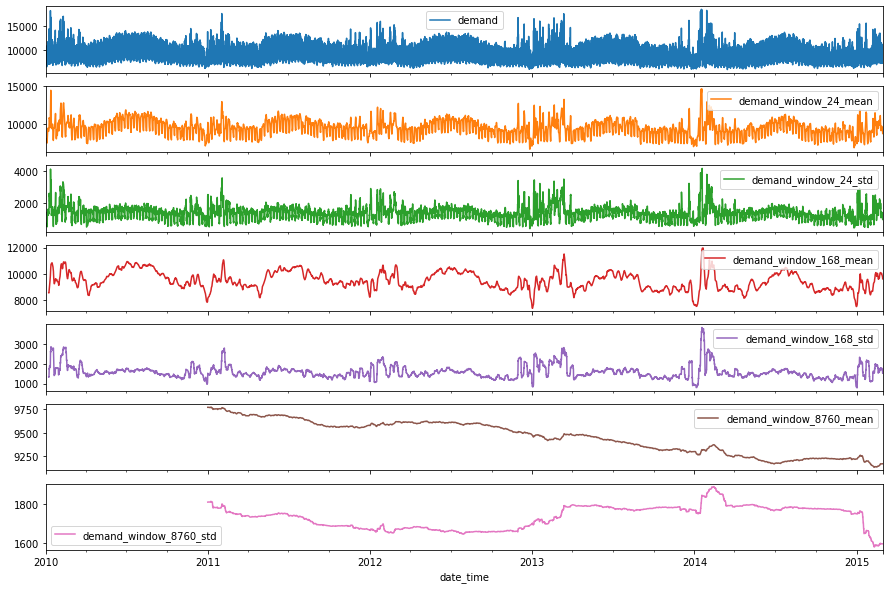 15000
10000
demand
15000
10000
demand_window_24_mean
4000
2000
demand_window_24_std
12000
10000
8000
demand_window_168_mean
3000
2000
1000
demand_window_168_std
9750
9500
9250
demand_window_8760_mean
1800
1600
demand_window_8760_std
2010 2011 2012 2013 2014 2015
date_time